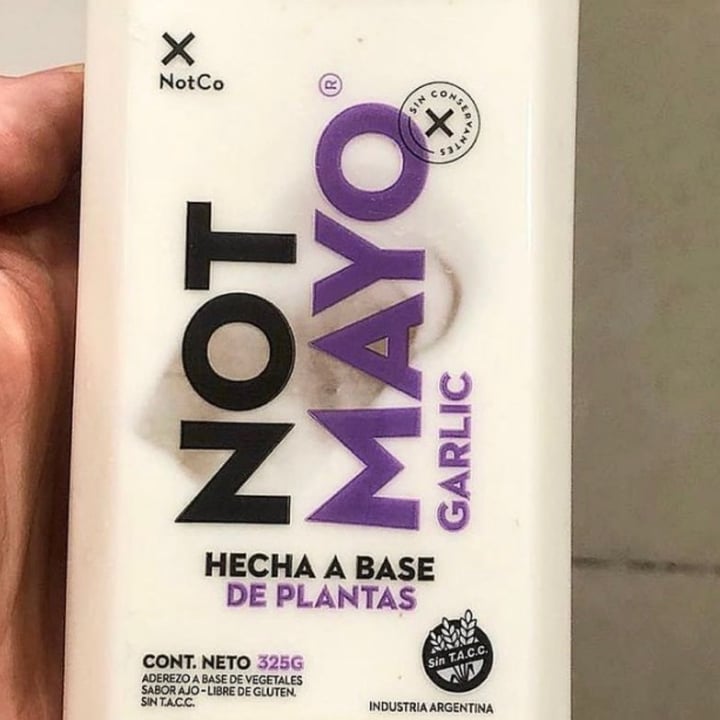 NotCo
®
SIN CONSERVANTES
NOT
MAYO
GARLIC
HECHA A BASE
DE PLANTAS
CONT. NETO 325G
ADEREZO A BASE DE VEGETALES
SABOR AJO - LIBRE DE GLUTEN.
SIN T.A.C.C.
Sin T.A.C.C.
INDUSTRIA ARGENTINA